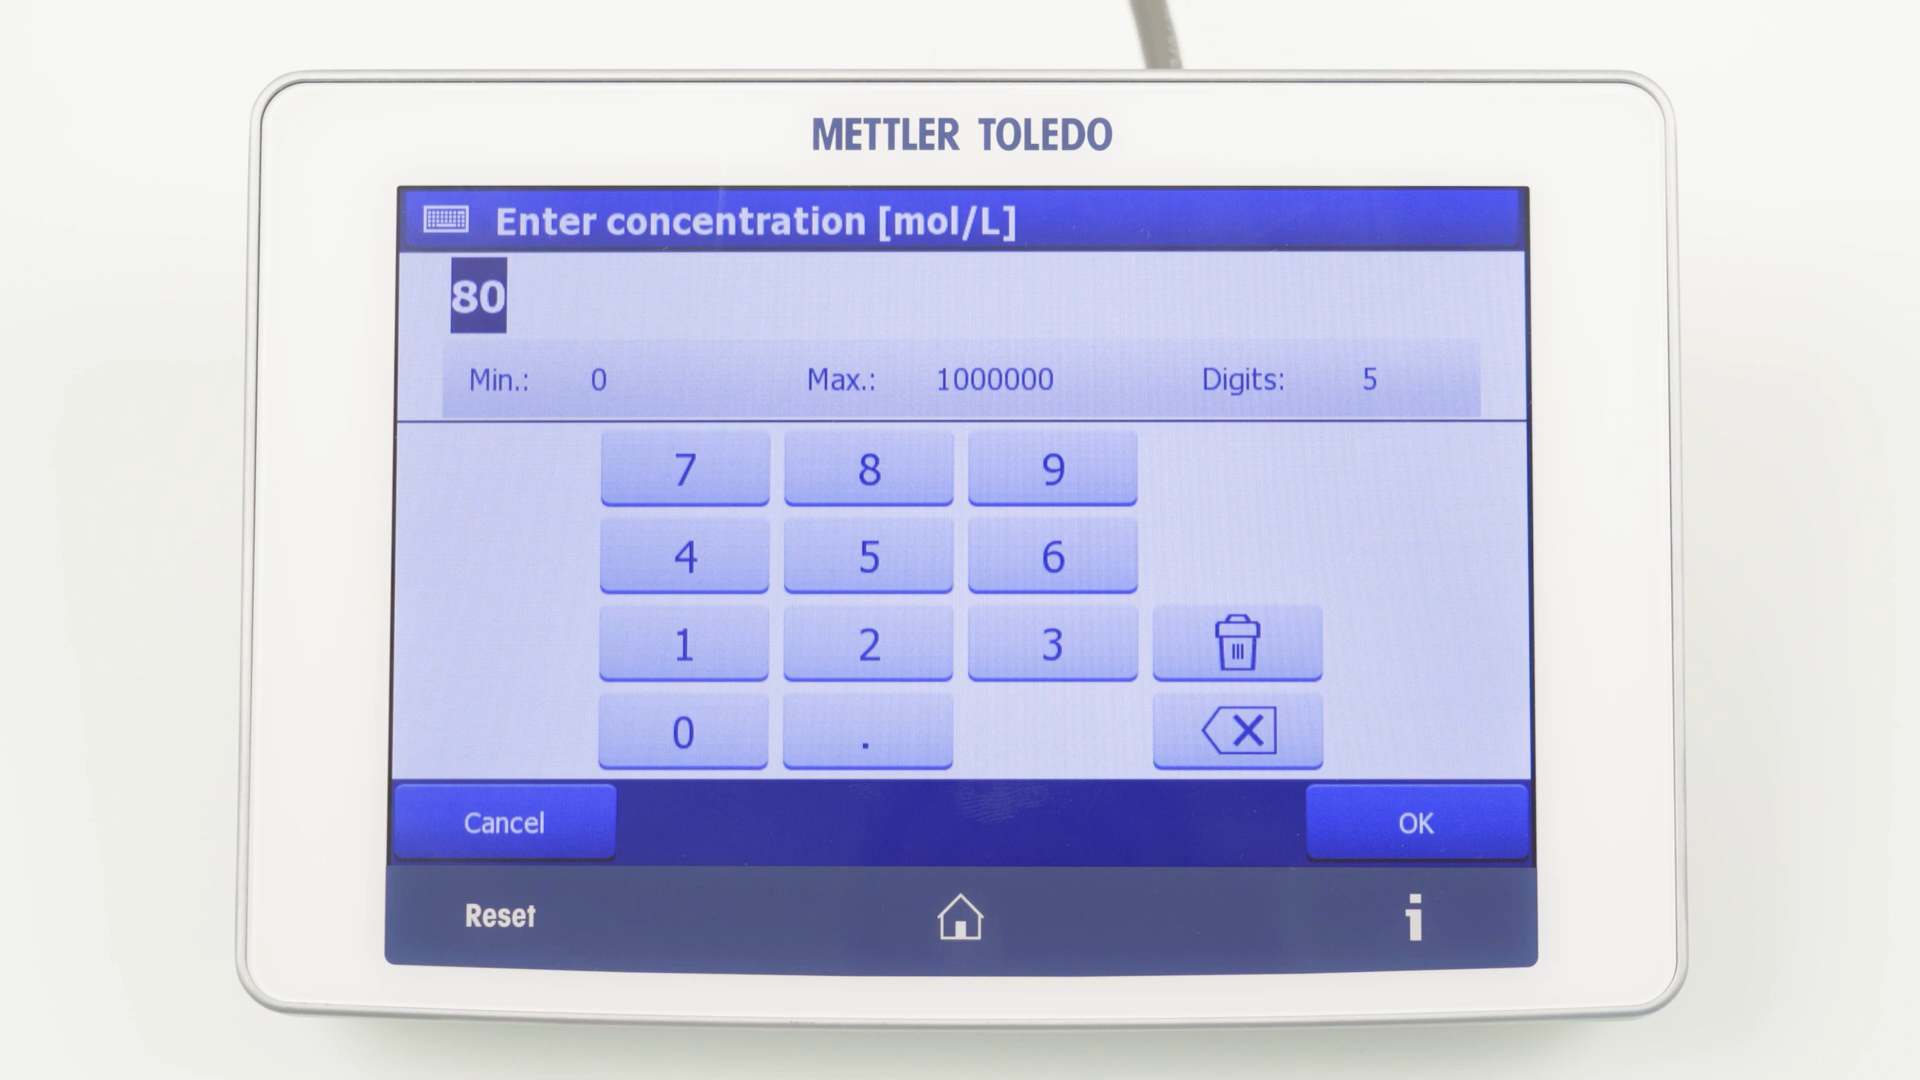 METTLER TOLEDO
Enter concentration [mol/L]
80
Min.: 0 Max.: 1000000 Digits: 5
7 8 9
4 5 6
1 2 3
0 .
Cancel OK
Reset i